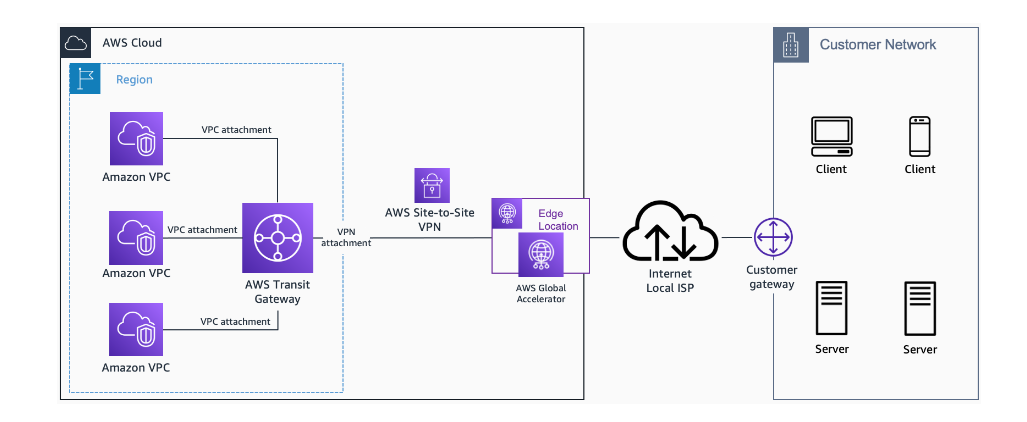 AWS Cloud
Customer Network
Region
VPC attachment
Amazon VPC
Client
Client
AWS Site-to-Site
VPN
Edge
Location
VPC attachment
VPN
attachment
Amazon VPC
Internet
Local ISP
Customer
gateway
AWS Transit
Gateway
AWS Global
Accelerator
VPC attachment
Amazon VPC
Server
Server